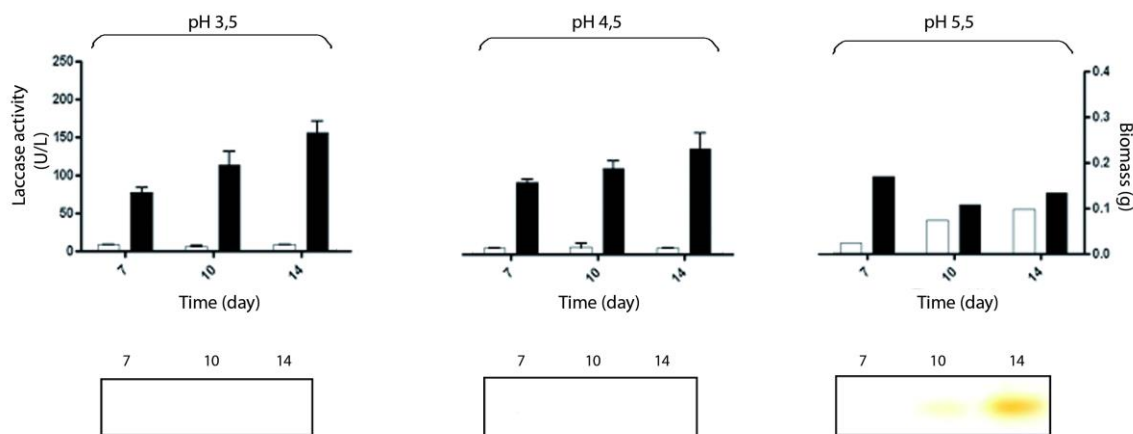 pH 3,5
pH 4,5
pH 5,5
Laccase activity
(U/L)
250
200
150
100
50
0
7
10
14
Time (day)
7
10
14
Time (day)
0.4
0.3
0.2
0.1
0.0
Biomass (g)
7
10
14
Time (day)
7 10 14
7 10 14
7 10 14